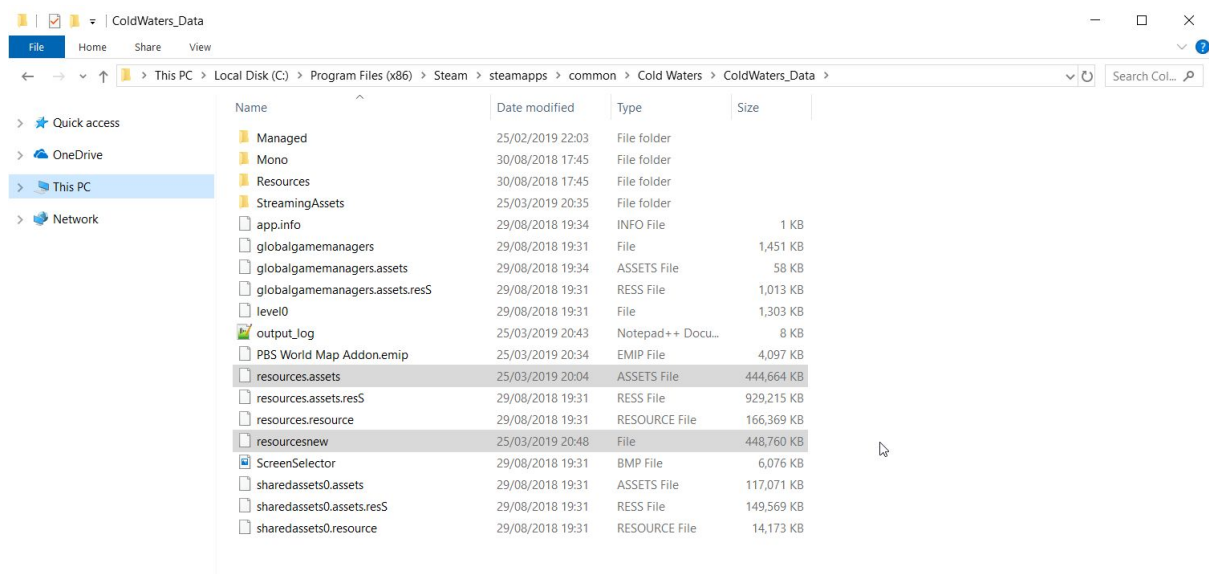 ColdWaters_Data
File Home Share View
This PC > Local Disk (C:) > Program Files (x86) > Steam > steamapps > common > Cold Waters > ColdWaters_Data > Search Col...
Name Date modified Type Size
Quick access
OneDrive
This PC
Network
Managed 25/02/2019 22:03 File folder
Mono 30/08/2018 17:45 File folder
Resources 30/08/2018 17:45 File folder
StreamingAssets 25/03/2019 20:35 File folder
app.info 29/08/2018 19:34 INFO File 1 KB
globalgamemanagers 29/08/2018 19:31 File 1,451 KB
globalgamemanagers.assets 29/08/2018 19:34 ASSETS File 58 KB
globalgamemanagers.assets.resS 29/08/2018 19:31 RESS File 1,013 KB
level0 29/08/2018 19:31 File 1,303 KB
output_log 25/03/2019 20:43 Notepad++ Docu... 8 KB
PBS World Map Addon.emip 25/03/2019 20:34 EMIP File 4,097 KB
resources.assets 25/03/2019 20:04 ASSETS File 444,664 KB
resources.assets.resS 29/08/2018 19:31 RESS File 929,215 KB
resources.resource 29/08/2018 19:31 RESOURCE File 166,369 KB
resourcesnew 25/03/2019 20:48 File 448,760 KB
ScreenSelector 29/08/2018 19:31 BMP File 6,076 KB
sharedassets0.assets 29/08/2018 19:31 ASSETS File 117,071 KB
sharedassets0.assets.resS 29/08/2018 19:31 RESS File 149,569 KB
sharedassets0.resource 29/08/2018 19:31 RESOURCE File 14,173 KB